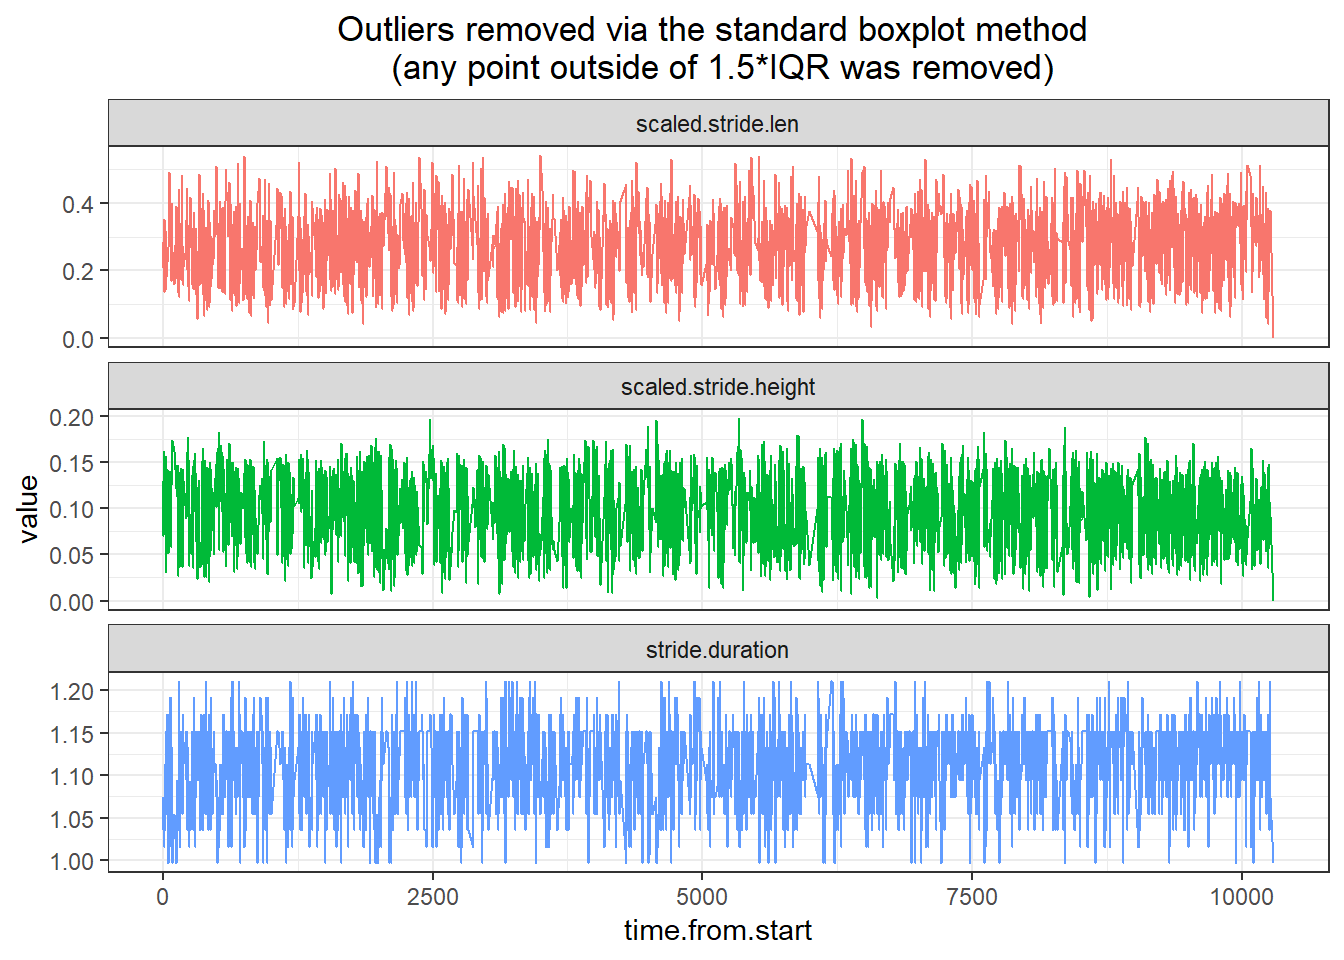 Outliers removed via the standard boxplot method
(any point outside of 1.5*IQR was removed)
scaled.stride.len
0.4
0.2
0.0
scaled.stride.height
0.20
0.15
0.10
0.05
0.00
value
stride.duration
1.20
1.15
1.10
1.05
1.00
0 2500 5000 7500 10000
time.from.start